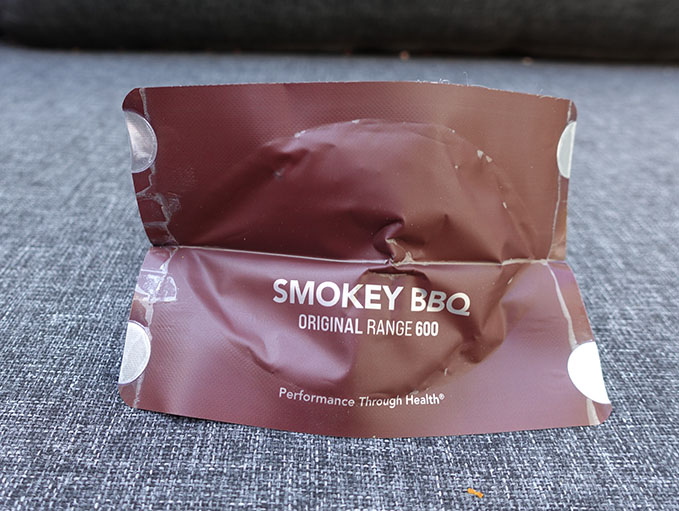 SMOKEY BBQ
ORIGINAL RANGE 600
Performance Through Health®